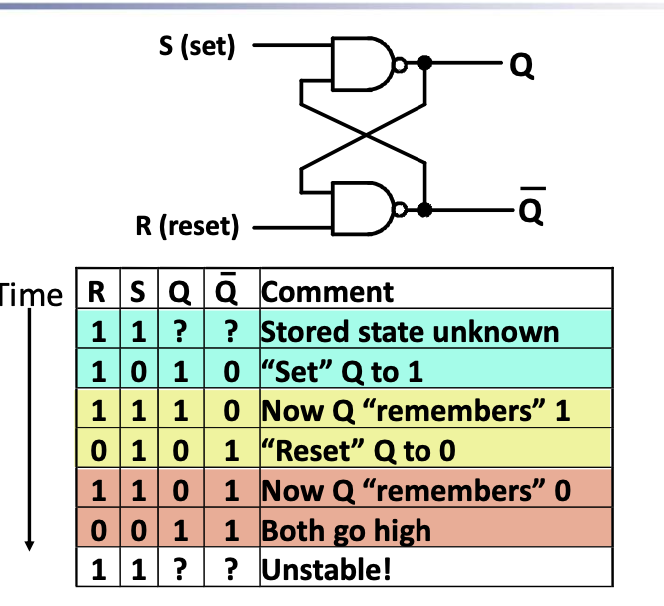 S (set)
Q
R (reset)
Q̅
Time
R S Q Q̅ Comment
1 1 ? ? Stored state unknown
1 0 1 0 “Set” Q to 1
1 1 1 0 Now Q “remembers” 1
0 1 0 1 “Reset” Q to 0
1 1 0 1 Now Q “remembers” 0
0 0 1 1 Both go high
1 1 ? ? Unstable!